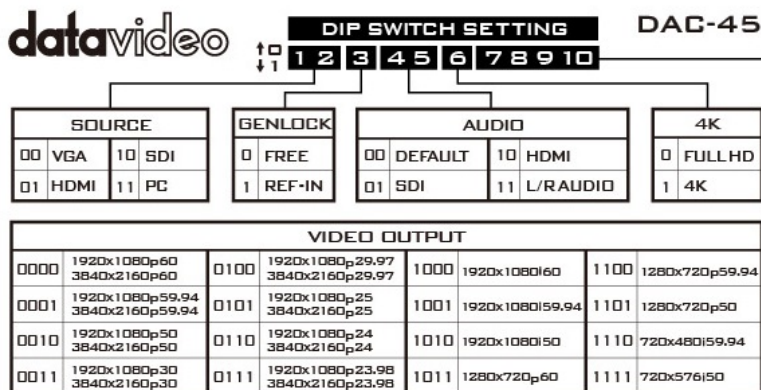 datavideo
DIP SWITCH SETTING
DAC-45
↑0
↓1
1 2 3 4 5 6 7 8 9 10
SOURCE
00 VGA 10 SDI
01 HDMI 11 PC
GENLOCK
0 FREE
1 REF-IN
AUDIO
00 DEFAULT 10 HDMI
01 SDI 11 L/R AUDIO
4K
0 FULL HD
1 4K
VIDEO OUTPUT
0000 1920x1080p60
3840x2160p60
0100 1920x1080p29.97
3840x2160p29.97
1000 1920x1080i60
1100 1280x720p59.94
0001 1920x1080p59.94
3840x2160p59.94
0101 1920x1080p25
3840x2160p25
1001 1920x1080i59.94
1101 1280x720p50
0010 1920x1080p50
3840x2160p50
0110 1920x1080p24
3840x2160p24
1010 1920x1080i50
1110 720x480i59.94
0011 1920x1080p30
3840x2160p30
0111 1920x1080p23.98
3840x2160p23.98
1011 1280x720p60
1111 720x576i50